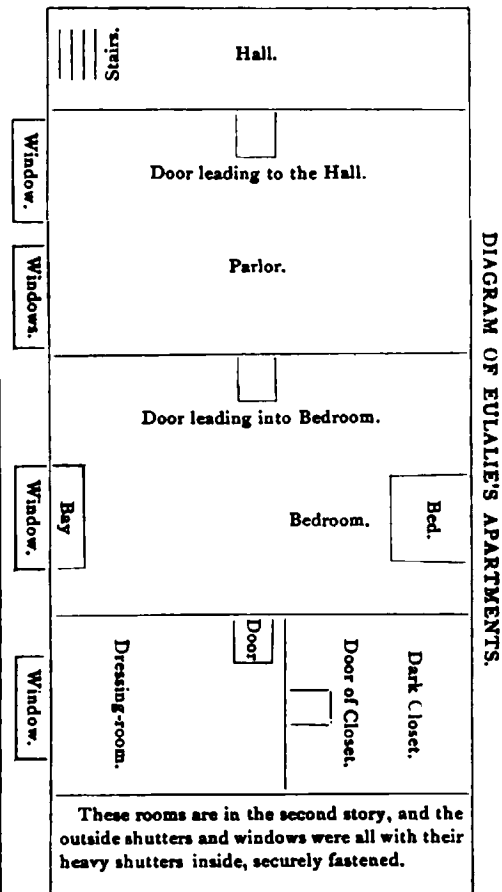 DIAGRAM OF EULALIE'S APARTMENTS.
Stairs.
Hall.
Window.
Door leading to the Hall.
Windows.
Parlor.
Door leading into Bedroom.
Window.
Bay
Bedroom.
Bed.
Window.
Dressing-room.
Door
Door of Closet.
Dark Closet.
These rooms are in the second story, and the
outside shutters and windows were all with their
heavy shutters inside, securely fastened.